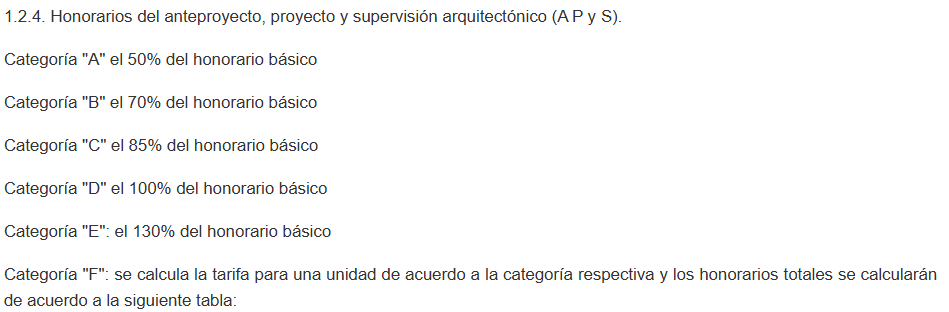 1.2.4. Honorarios del anteproyecto, proyecto y supervisión arquitectónico (A P y S).
Categoría "A" el 50% del honorario básico
Categoría "B" el 70% del honorario básico
Categoría "C" el 85% del honorario básico
Categoría "D" el 100% del honorario básico
Categoría "E": el 130% del honorario básico
Categoría "F": se calcula la tarifa para una unidad de acuerdo a la categoría respectiva y los honorarios totales se calcularán
de acuerdo a la siguiente tabla: